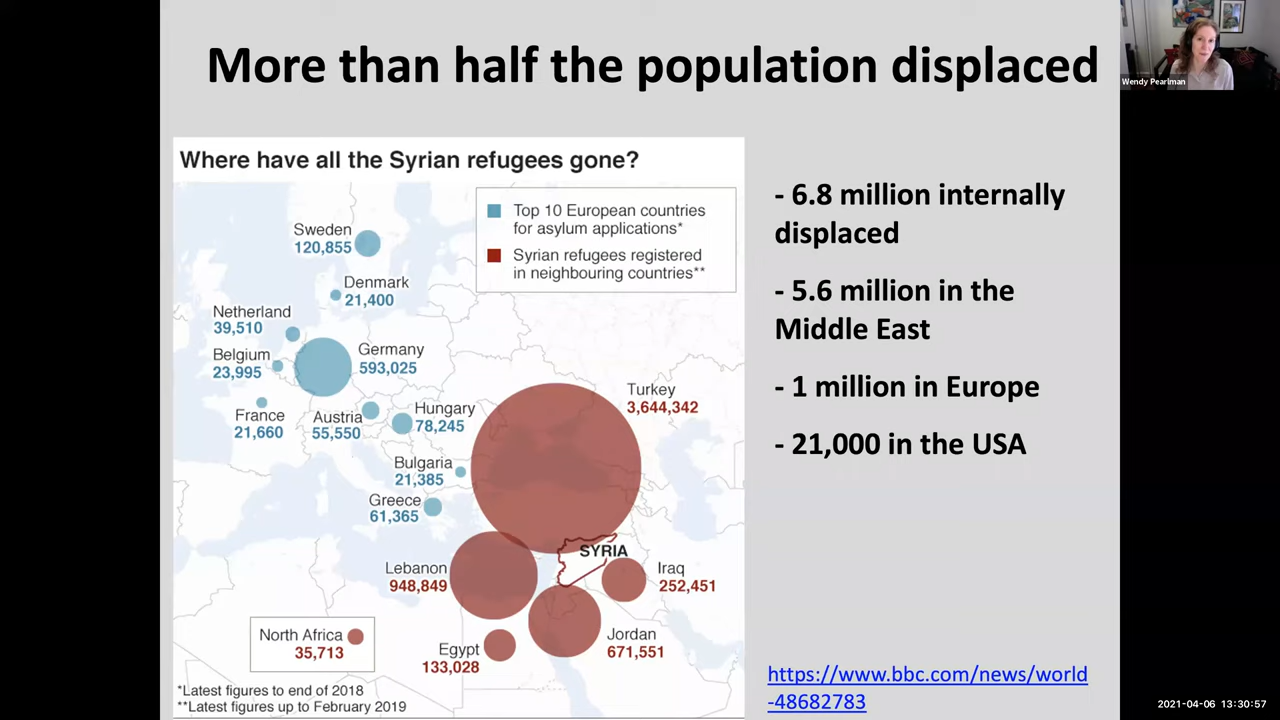 More than half the population displaced
Wendy Pearlman
Where have all the Syrian refugees gone?
Top 10 European countries
for asylum applications*
Syrian refugees registered
in neighbouring countries**
Sweden
120,855
Denmark
21,400
Netherland
39,510
Belgium
23,995
Germany
593,025
France
21,660
Austria
55,550
Hungary
78,245
Bulgaria
21,385
Greece
61,365
Turkey
3,644,342
SYRIA
Lebanon
948,849
Iraq
252,451
Jordan
671,551
Egypt
133,028
North Africa
35,713
*Latest figures to end of 2018
**Latest figures up to February 2019
- 6.8 million internally
displaced
- 5.6 million in the
Middle East
- 1 million in Europe
- 21,000 in the USA
https://www.bbc.com/news/world
-48682783
2021-04-06 13:30:57